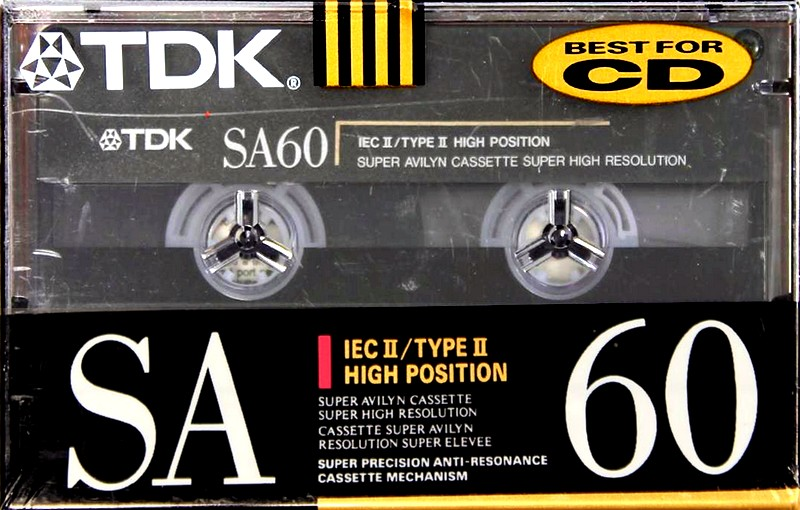 TDK®
BEST FOR
CD
TDK SA60 IEC II/TYPE II HIGH POSITION
SUPER AVILYN CASSETTE SUPER HIGH RESOLUTION
port
SA
IEC II/TYPE II
HIGH POSITION
SUPER AVILYN CASSETTE
SUPER HIGH RESOLUTION
CASSETTE SUPER AVILYN
RESOLUTION SUPER ELEVEE
SUPER PRECISION ANTI-RESONANCE
CASSETTE MECHANISM
60